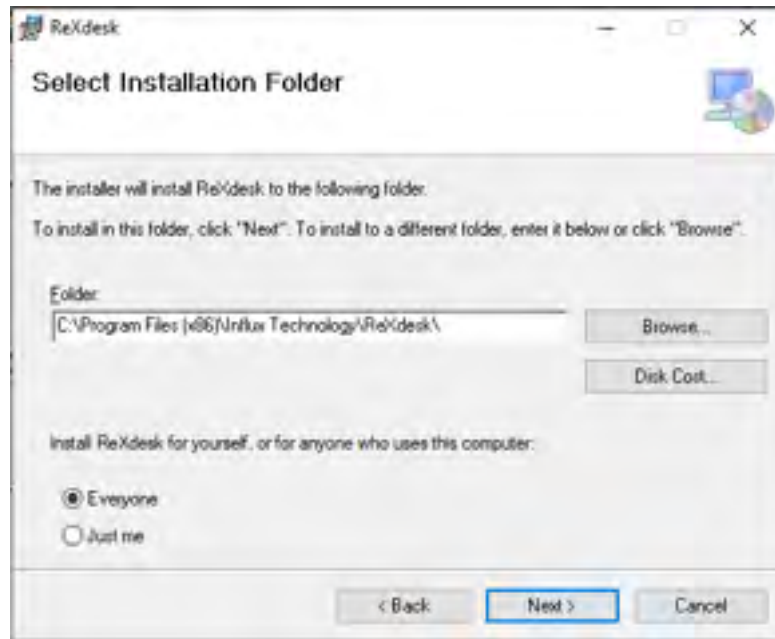 ReXdesk
Select Installation Folder
The installer will install ReXdesk to the following folder.
To install in this folder, click "Next". To install to a different folder, enter it below or click "Browse".
Folder:
C:\Program Files (x86)\Influx Technology\ReXdesk\
Browse...
Disk Cost...
Install ReXdesk for yourself, or for anyone who uses this computer:
Everyone
Just me
< Back Next > Cancel